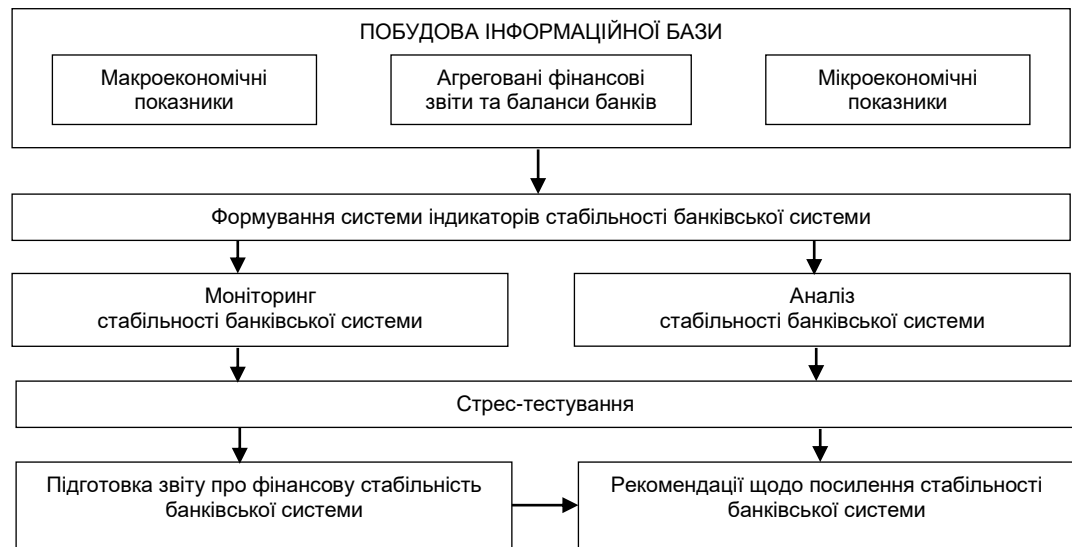 ПОБУДОВА ІНФОРМАЦІЙНОЇ БАЗИ
Макроекономічні
показники
Агреговані фінансові
звіти та баланси банків
Мікроекономічні
показники
Формування системи індикаторів стабільності банківської системи
Моніторинг
стабільності банківської системи
Аналіз
стабільності банківської системи
Стрес-тестування
Підготовка звіту про фінансову стабільність
банківської системи
Рекомендації щодо посилення стабільності
банківської системи